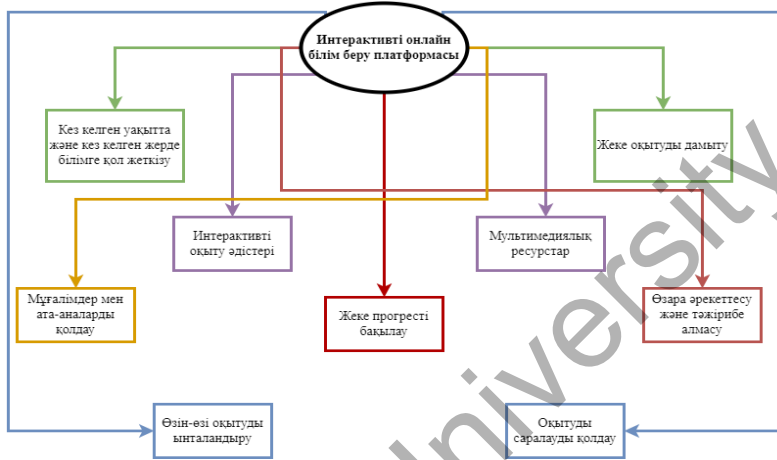 Интерактивті онлайн
білім беру платформасы
Кез келген уақытта
және кез келген жерде
білімге қол жеткізу
Жеке оқытуды дамыту
Интерактивті
оқыту әдістері
Мультимедиялық
ресурстар
Мұғалімдер мен
ата-аналарды
қолдау
Жеке прогресті
бақылау
Өзара әрекеттесу
және тәжірибе
алмасу
Өзін-өзі оқытуды
ынталандыру
Оқытуды
саралауды қолдау
University